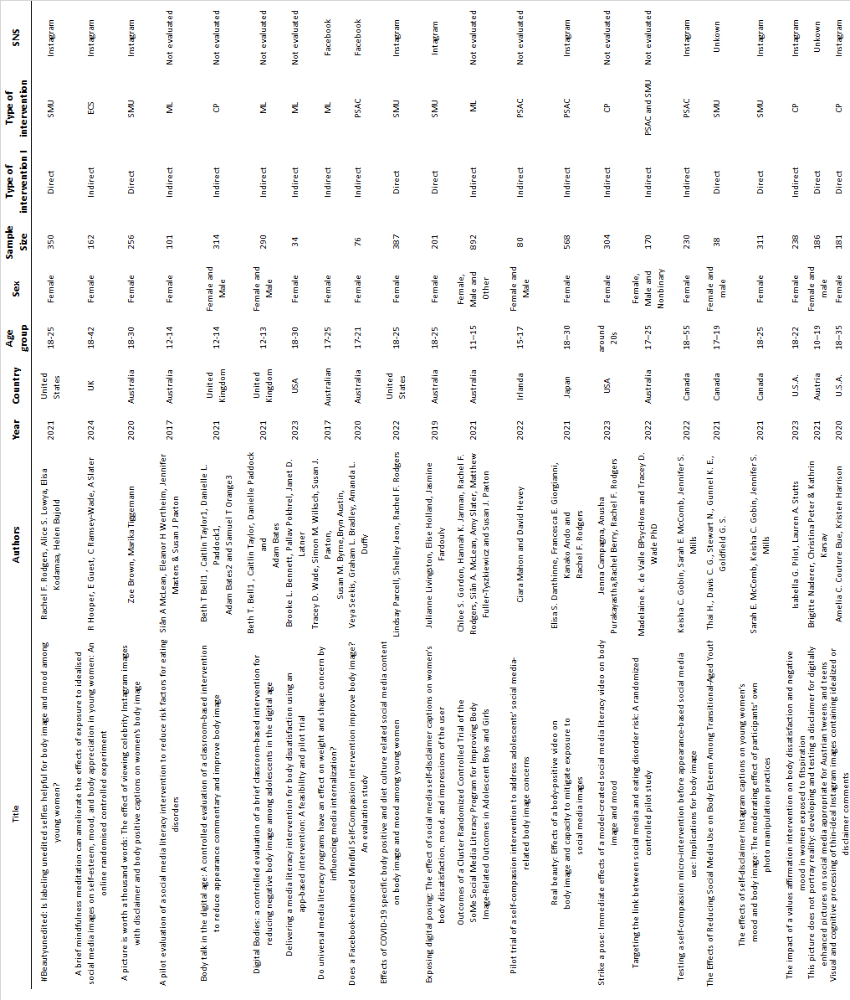 Title
Authors
Year
Country
Age
group
Sex
Sample
Size
Type of
intervention I
Type of
intervention
SNS
#Beautyunedited: Is labeling unedited selfies helpful for body image and mood among
young women?
Rachel F. Rodgers, Alice S. Lowya, Elisa
Kodamaa, Helen Bujold
2021
United
States
18-25
Female
350
Direct
SMU
Instagram
A brief mindfulness meditation can ameliorate the effects of exposure to idealised
social media images on self-esteem, mood, and body appreciation in young women: An
online randomised controlled experiment
R Hooper, E Guest, C Ramsey-Wade, A Slater
2024
UK
18-42
Female
162
Indirect
ECS
Instagram
A picture is worth a thousand words: The effect of viewing celebrity Instagram images
with disclaimer and body positive captions on women's body image
Zoe Brown, Marika Tiggemann
2020
Australia
18-30
Female
256
Direct
SMU
Instagram
A pilot evaluation of a social media literacy intervention to reduce risk factors for eating
disorders
Siân A McLean, Eleanor H Wertheim, Jennifer
Masters & Susan J Paxton
2017
Australia
12-14
Female
101
Indirect
ML
Not evaluated
Body talk in the digital age: A controlled evaluation of a classroom-based intervention
to reduce appearance commentary and improve body image
Beth T Bell1 , Caitlin Taylor1, Danielle L.
Paddock1,
Adam Bates2 and Samuel T Orange3
2021
United
Kingdom
12-14
Female and
Male
314
Indirect
CP
Not evaluated
Digital Bodies: a controlled evaluation of a brief classroom-based intervention for
reducing negative body image among adolescents in the digital age
Beth T. Bell1 , Caitlin Taylor, Danielle Paddock
and
Adam Bates
2021
United
Kingdom
12-13
Female and
Male
290
Indirect
ML
Not evaluated
Delivering a media literacy intervention for body dissatisfaction using an
app-based intervention: A feasibility and pilot trial
Brooke L. Bennett, Pallav Pokhrel, Janet D.
Latner
2023
USA
18-30
Female
34
Indirect
ML
Not evaluated
Do universal media literacy programs have an effect on weight and shape concern by
influencing media internalization?
Tracey D. Wade, Simon M. Wilksch, Susan J.
Paxton,
Susan M. Byrne,Bryn Austin,
2017
Australian
17-25
Female
Indirect
ML
Facebook
Does a Facebook-enhanced Mindful Self-Compassion intervention improve body image?
An evaluation study
Veya Seekis, Graham L. Bradley, Amanda L.
Duffy
2020
Australia
17-21
Female
76
Indirect
PSAC
Facebook
Effects of COVID-19 specific body positive and diet culture related social media content
on body image and mood among young women
Lindsay Parcell, Shelley Jeon, Rachel F. Rodgers
2022
United
States
18-25
Female
387
Direct
SMU
Instagram
Exposing digital posing: The effect of social media self-disclaimer captions on women's
body dissatisfaction, mood, and impressions of the user
Julianne Livingston, Elise Holland, Jasmine
Fardouly
2019
Australia
18-25
Female
201
Direct
SMU
Intagram
Outcomes of a Cluster Randomized Controlled Trial of the
SoMe Social Media Literacy Program for Improving Body
Image-Related Outcomes in Adolescent Boys and Girls
Chloe S. Gordon, Hannah K. Jarman, Rachel F.
Rodgers, Siân A. McLean, Amy Slater, Matthew
Fuller-Tyszkiewicz and Susan J. Paxton
2021
Australia
11–15
Female,
Male and
Other
892
Indirect
ML
Not evaluated
Pilot trial of a self-compassion intervention to address adolescents' social media-
related body image concerns
Ciara Mahon and David Hevey
2022
Irlanda
15-17
Female and
Male
80
Indirect
PSAC
Not evaluated
Real beauty: Effects of a body-positive video on
body image and capacity to mitigate exposure to
social media images
Elisa S. Danthinne, Francesca E. Giorgianni,
Kanako Ando and
Rachel F. Rodgers
2021
Japan
18–30
Female
568
Indirect
PSAC
Instagram
Strike a pose: Immediate effects of a model-created social media literacy video on body
image and mood
Jenna Campagna, Anusha
Purakayastha,Rachel Berry, Rachel F. Rodgers
2023
USA
around
20s
Female
304
Indirect
CP
Not evaluated
Targeting the link between social media and eating disorder risk: A randomized
controlled pilot study
Madelaine K. de Valle BPsychHons and Tracey D.
Wade PhD
2022
Australia
17–25
Female,
Male and
Nonbinary
170
Indirect
PSAC and SMU
Not evaluated
Testing a self-compassion micro-intervention before appearance-based social media
use: Implications for body image
Keisha C. Gobin, Sarah E. McComb, Jennifer S.
Mills
2022
Canada
18–55
Female
230
Indirect
PSAC
Instagram
The Effects of Reducing Social Media Use on Body Esteem Among Transitional-Aged Youth
Thai H., Davis C. G., Stewart N., Gunnel K. E.,
Goldfield G. S.
2021
Canada
17–19
Female and
male
38
Direct
SMU
Unkown
The effects of self-disclaimer Instagram captions on young women's
mood and body image: The moderating effect of participants' own
photo manipulation practices
Sarah E. McComb, Keisha C. Gobin, Jennifer S.
Mills
2021
Canada
18-25
Female
311
Direct
SMU
Instagram
The impact of a values affirmation intervention on body dissatisfaction and negative
mood in women exposed to fitspiration
Isabella G. Pilot, Lauren A. Stutts
2023
U.S.A.
18-22
Female
238
Indirect
CP
Instagram
This picture does not portray reality: developing and testing a disclaimer for digitally
enhanced pictures on social media appropriate for Austrian tweens and teens
Brigitte Naderer, Christina Peter & Kathrin
Karsay
2021
Austria
10–19
Female and
male
186
Direct
Unkown
Visual and cognitive processing of thin-ideal Instagram images containing idealized or
disclaimer comments
Amelia C. Couture Bue, Kristen Harrison
2020
U.S.A.
18–35
Female
181
Direct
CP
Instagram